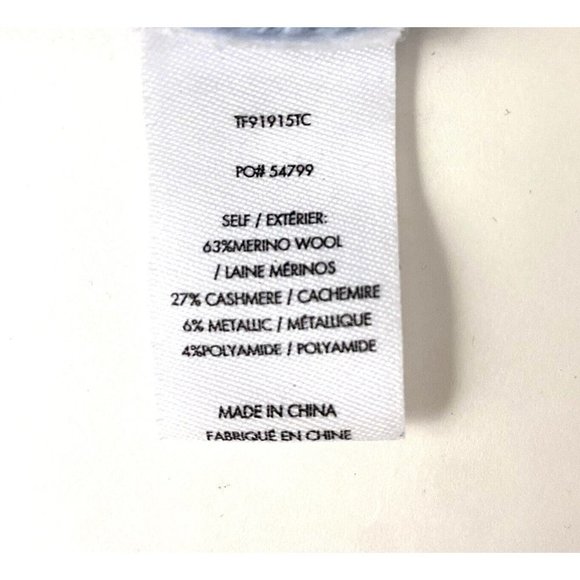 TF91915TC
PO# 54799
SELF / EXTÉRIER:
63%MERINO WOOL
/ LAINE MÉRINOS
27% CASHMERE / CACHEMIRE
6% METALLIC / MÉTALLIQUE
4%POLYAMIDE / POLYAMIDE
MADE IN CHINA
FABRIQUÉ EN CHINE